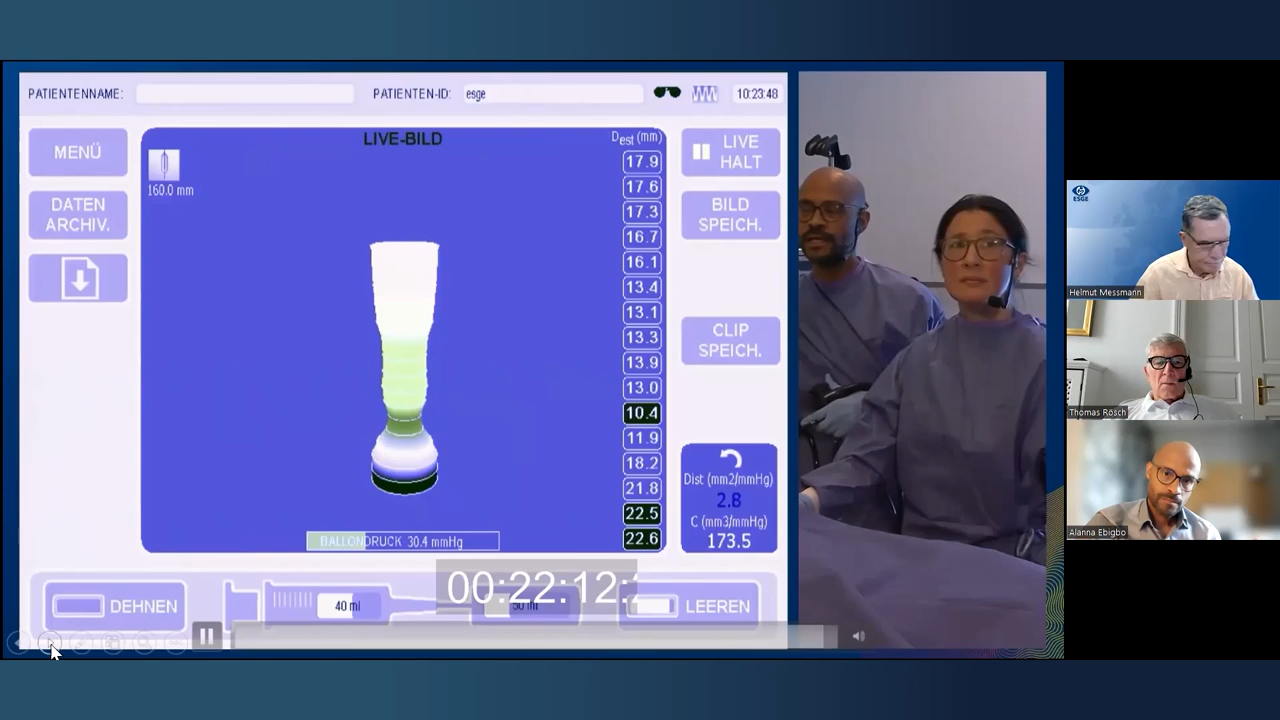 PATIENTENNAME:
PATIENTEN-ID: esge
10:23:48
MENÜ
DATEN
ARCHIV.
LIVE-BILD
160.0 mm
Dest (mm)
17.9
17.6
17.3
16.7
16.1
13.4
13.1
13.3
13.9
13.0
10.4
11.9
18.2
21.8
22.5
22.6
BALLONDRUCK 30.4 mmHg
LIVE
HALT
BILD
SPEICH.
CLIP
SPEICH.
Dist (mm2/mmHg)
2.8
C (mm3/mmHg)
173.5
DEHNEN
40 ml
50 ml
LEEREN
00:22:12:
ESGE
Helmut Messmann
Thomas Rösch
Alanna Ebigbo